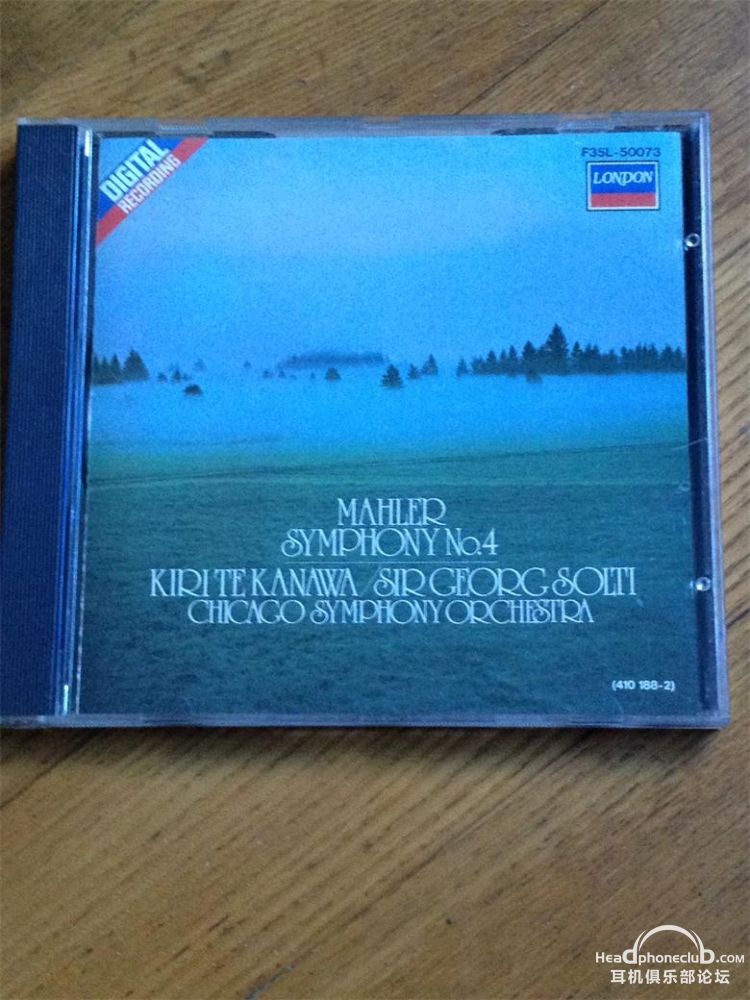 DIGITAL
RECORDING
F35L-50073
LONDON
MAHLER
SYMPHONY No.4
KIRI TE KANAWA/SIR GEORG SOLTI
CHICAGO SYMPHONY ORCHESTRA
(410 188-2)
Headphoneclub.com
耳机俱乐部论坛